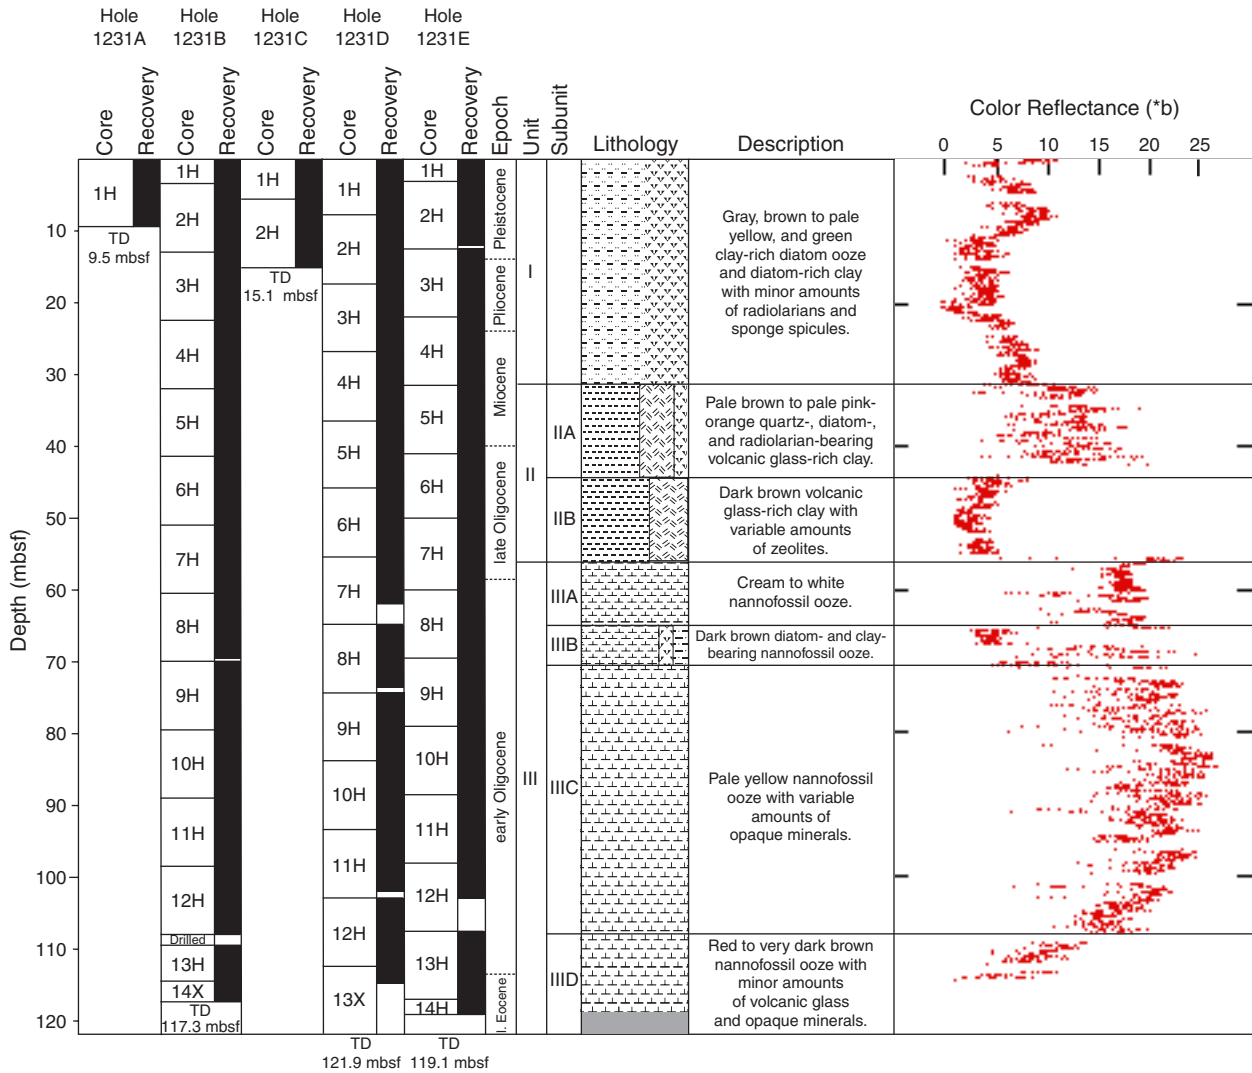 Hole
1231A
Hole
1231B
Hole
1231C
Hole
1231D
Hole
1231E
Core
Recovery
Core
Recovery
Core
Recovery
Core
Recovery
Core
Recovery
Epoch
Unit
Subunit
Lithology
Description
Color Reflectance (*b)
0
5
10
15
20
25
Depth (mbsf)
10
20
30
40
50
60
70
80
90
100
110
120
1H
TD
9.5 mbsf
1H
2H
3H
4H
5H
6H
7H
8H
9H
10H
11H
12H
Drilled
13H
14X
TD
117.3 mbsf
1H
2H
TD
15.1 mbsf
1H
2H
3H
4H
5H
6H
7H
8H
9H
10H
11H
12H
13X
TD
121.9 mbsf
1H
2H
3H
4H
5H
6H
7H
8H
9H
10H
11H
12H
13H
14H
TD
119.1 mbsf
Pleistocene
Pliocene
Miocene
late Oligocene
early Oligocene
l. Eocene
I
II
III
IIA
IIB
IIIA
IIIB
IIIC
IIID
Gray, brown to pale
yellow, and green
clay-rich diatom ooze
and diatom-rich clay
with minor amounts
of radiolarians and
sponge spicules.
Pale brown to pale pink-
orange quartz-, diatom-,
and radiolarian-bearing
volcanic glass-rich clay.
Dark brown volcanic
glass-rich clay with
variable amounts
of zeolites.
Cream to white
nannofossil ooze.
Dark brown diatom- and clay-
bearing nannofossil ooze.
Pale yellow nannofossil
ooze with variable
amounts of
opaque minerals.
Red to very dark brown
nannofossil ooze with
minor amounts
of volcanic glass
and opaque minerals.